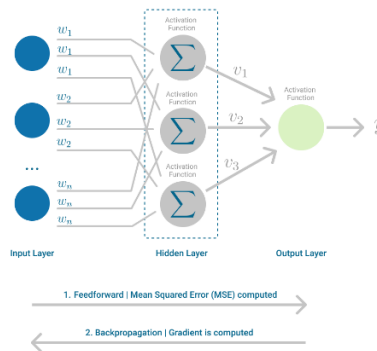 Activation
Function
w₁
w₁
w₁
Σ
v₁
Activation
Function
Activation
Function
w₂
w₂
w₂
Σ
v₂
...
Activation
Function
v₃
wₙ
wₙ
wₙ
Σ
Input Layer
Hidden Layer
Output Layer
1. Feedforward | Mean Squared Error (MSE) computed
2. Backpropagation | Gradient is computed